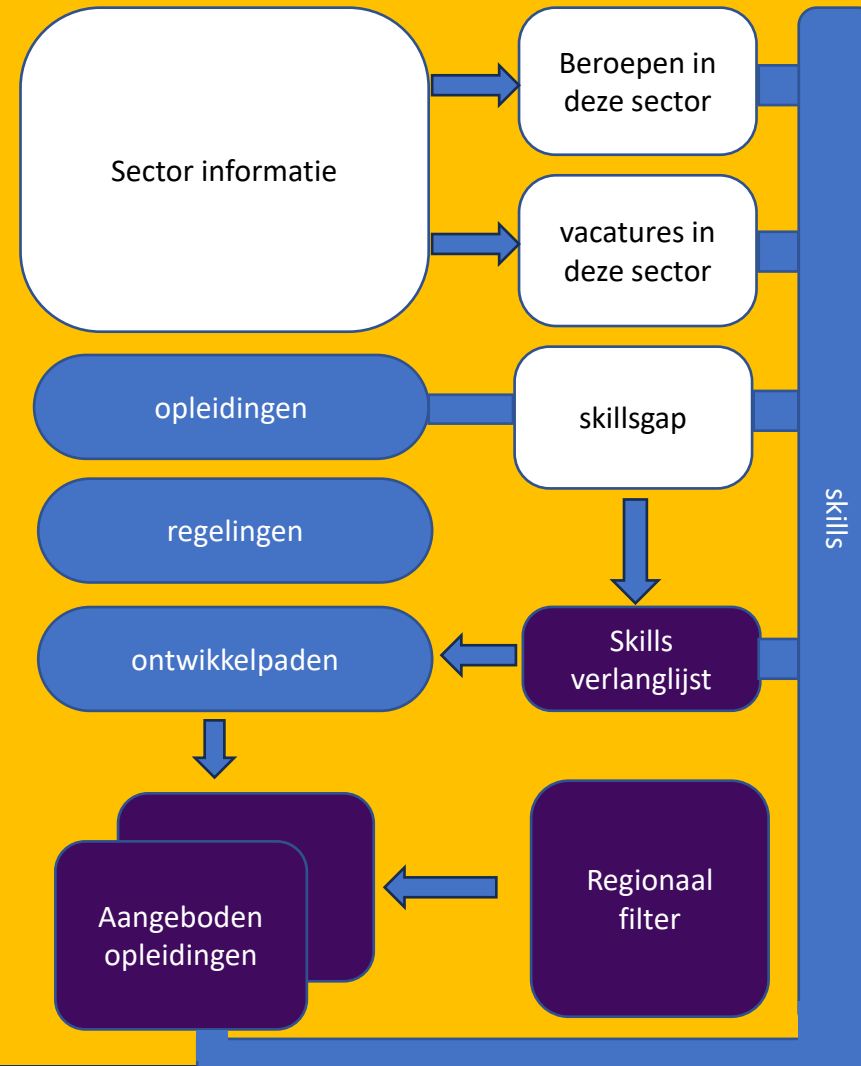 Sector informatie
Beroepen in
deze sector
vacatures in
deze sector
opleidingen
skillsgap
skills
regelingen
ontwikkelpaden
Skills
verlanglijst
Aangeboden
opleidingen
Regionaal
filter